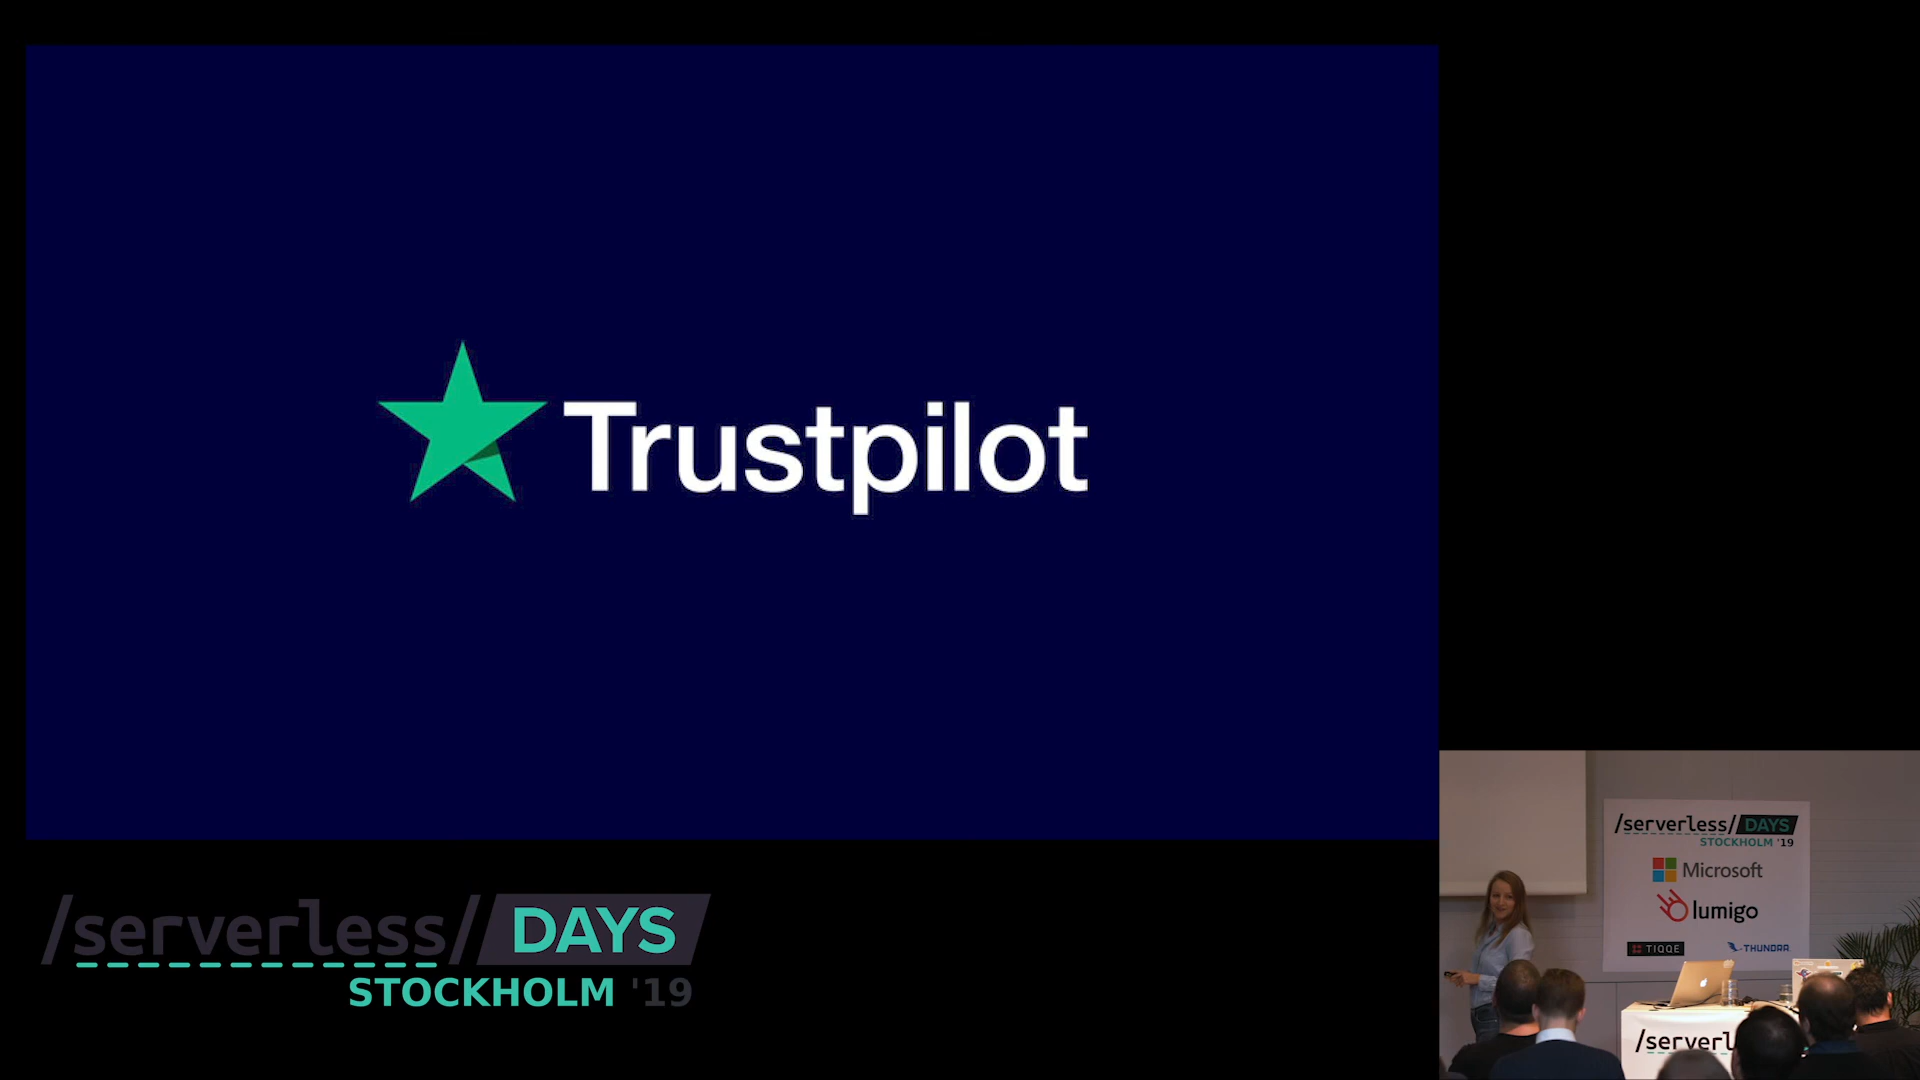 Trustpilot
/serverless/DAYS
STOCKHOLM '19
/serverless/DAYS
STOCKHOLM '19
Microsoft
lumigo
TIQQE
THUNDRA
/serverl